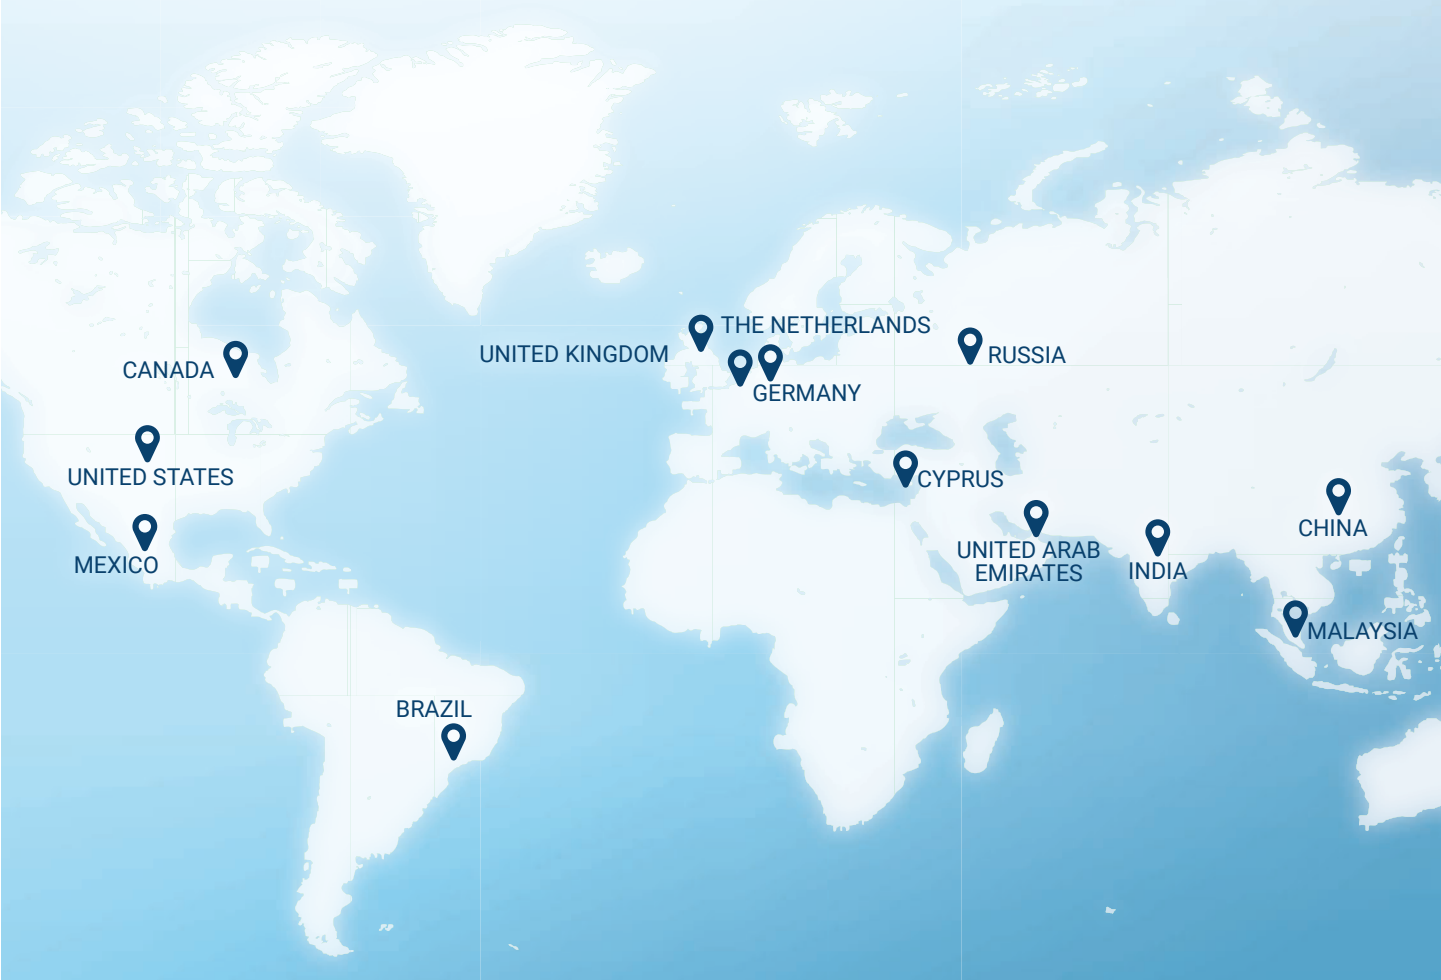 THE NETHERLANDS
UNITED KINGDOM
RUSSIA
CANADA
GERMANY
UNITED STATES
CYPRUS
CHINA
MEXICO
UNITED ARAB
EMIRATES
INDIA
MALAYSIA
BRAZIL